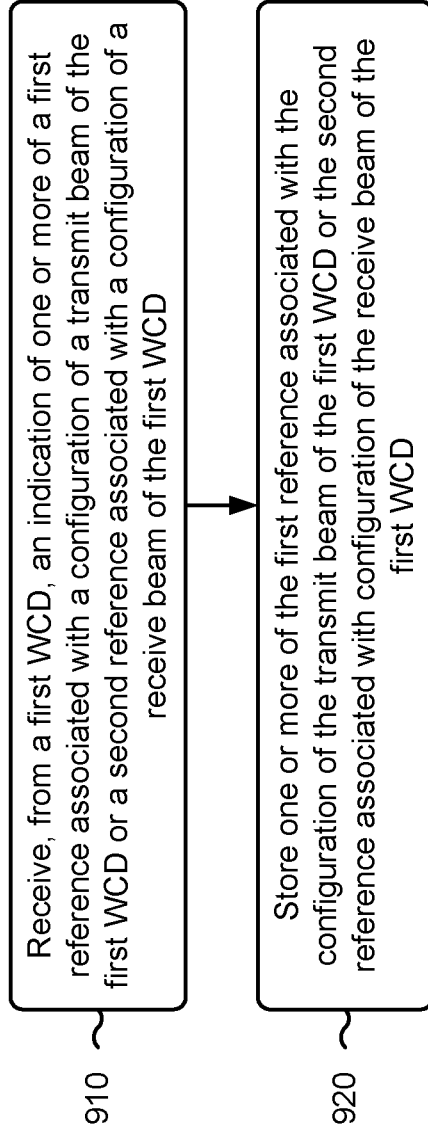 910
Receive, from a first WCD, an indication of one or more of a first
reference associated with a configuration of a transmit beam of the
first WCD or a second reference associated with a configuration of a
receive beam of the first WCD
920
Store one or more of the first reference associated with the
configuration of the transmit beam of the first WCD or the second
reference associated with configuration of the receive beam of the
first WCD